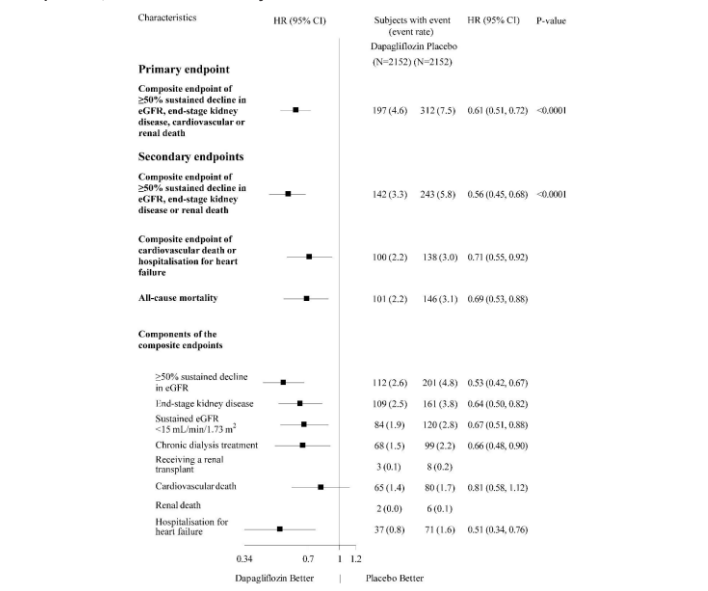 Characteristics HR (95% CI) Subjects with event (event rate) HR (95% CI) P-value
Dapagliflozin Placebo
(N=2152) (N=2152)
Primary endpoint
Composite endpoint of
≥50% sustained decline in
eGFR, end-stage kidney
disease, cardiovascular or
renal death
197 (4.6) 312 (7.5) 0.61 (0.51, 0.72) <0.0001
Secondary endpoints
Composite endpoint of
≥50% sustained decline in
eGFR, end-stage kidney
disease or renal death
142 (3.3) 243 (5.8) 0.56 (0.45, 0.68) <0.0001
Composite endpoint of
cardiovascular death or
hospitalisation for heart
failure
100 (2.2) 138 (3.0) 0.71 (0.55, 0.92)
All-cause mortality 101 (2.2) 146 (3.1) 0.69 (0.53, 0.88)
Components of the
composite endpoints
≥50% sustained decline
in eGFR
112 (2.6) 201 (4.8) 0.53 (0.42, 0.67)
End-stage kidney disease 109 (2.5) 161 (3.8) 0.64 (0.50, 0.82)
Sustained eGFR
<15 mL/min/1.73 m²
84 (1.9) 120 (2.8) 0.67 (0.51, 0.88)
Chronic dialysis treatment 68 (1.5) 99 (2.2) 0.66 (0.48, 0.90)
Receiving a renal
transplant
3 (0.1) 8 (0.2)
Cardiovascular death 65 (1.4) 80 (1.7) 0.81 (0.58, 1.12)
Renal death 2 (0.0) 6 (0.1)
Hospitalisation for
heart failure
37 (0.8) 71 (1.6) 0.51 (0.34, 0.76)
0.34 0.7 1 1.2
Dapagliflozin Better | Placebo Better